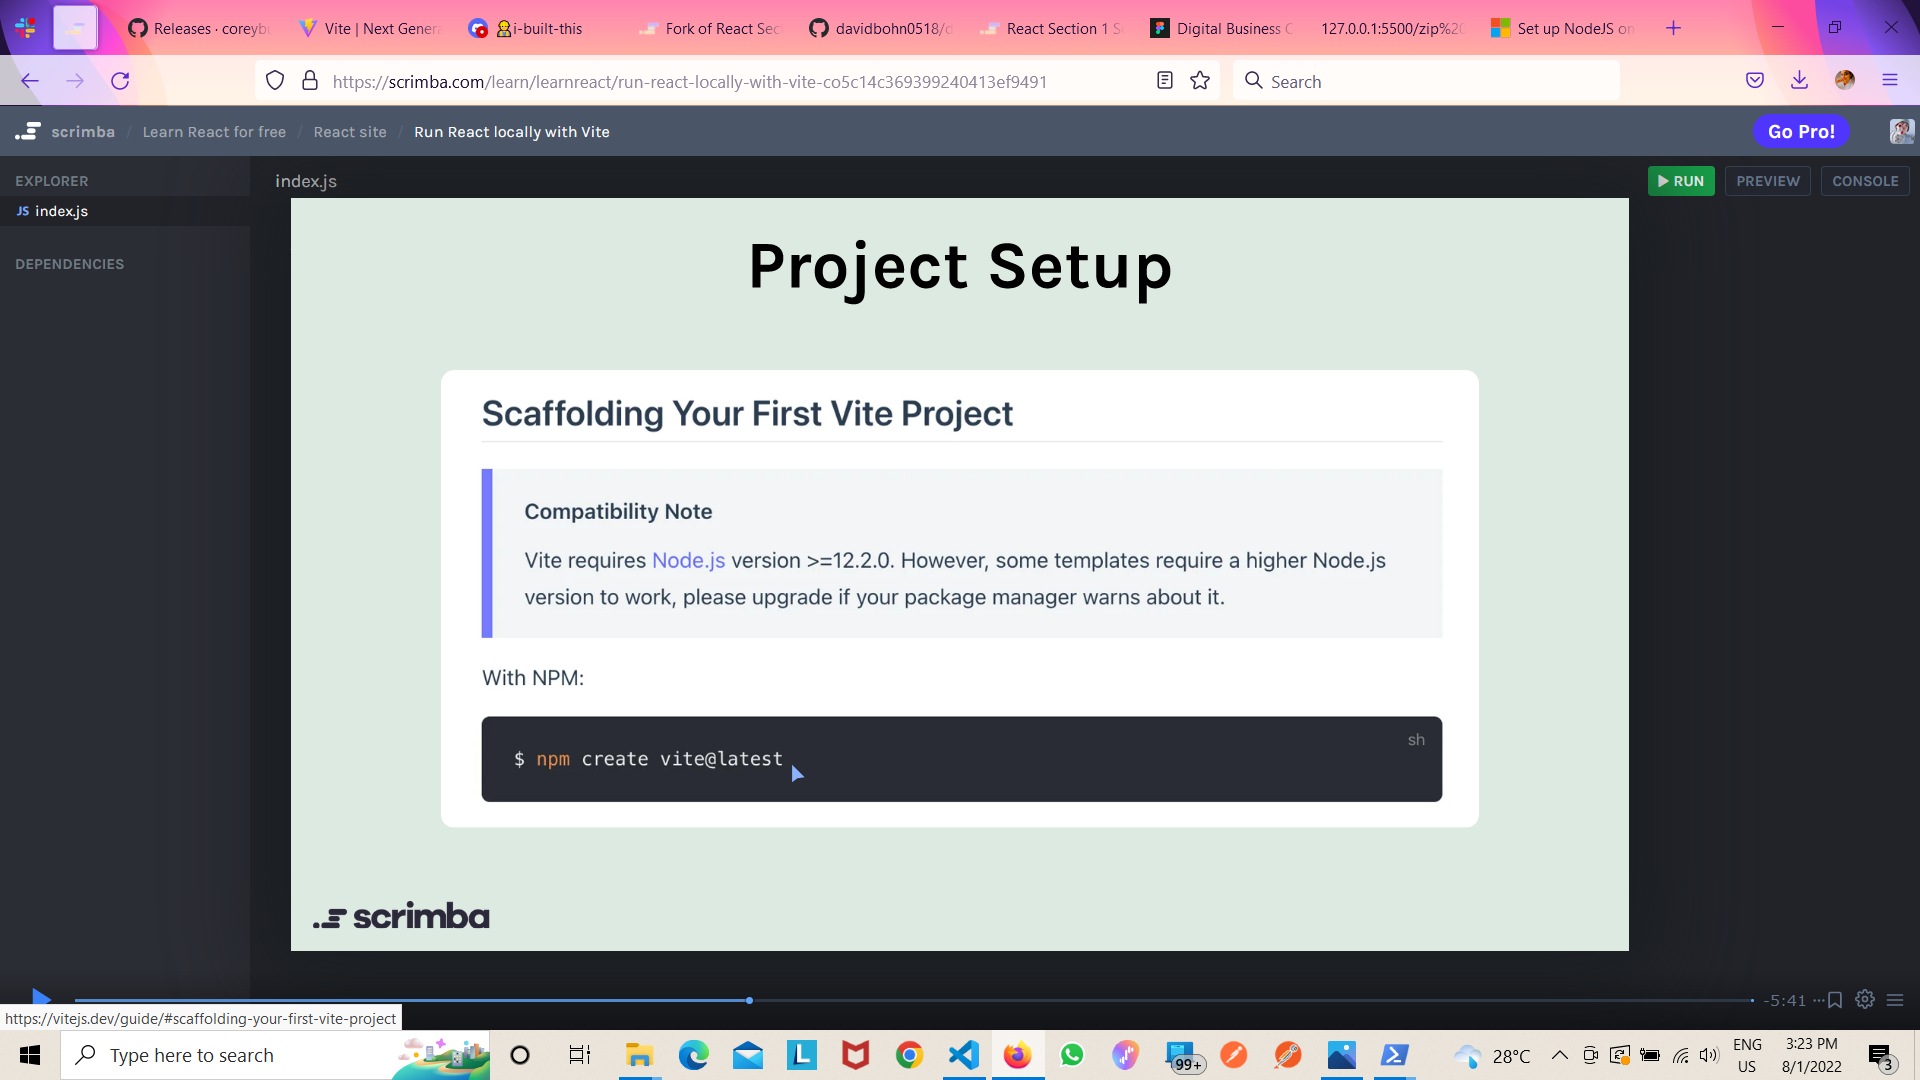 Releases · coreybu
Vite | Next Genera
i-built-this
Fork of React Sec
davidbohn0518/d
React Section 1 S
Digital Business C
127.0.0.1:5500/zip%20
Set up NodeJS on
https://scrimba.com/learn/learnreact/run-react-locally-with-vite-co5c14c369399240413ef9491
Search
scrimba / Learn React for free / React site / Run React locally with Vite
Go Pro!
EXPLORER
index.js
RUN
PREVIEW
CONSOLE
JS index.js
DEPENDENCIES
Project Setup
Scaffolding Your First Vite Project
Compatibility Note
Vite requires Node.js version >=12.2.0. However, some templates require a higher Node.js
version to work, please upgrade if your package manager warns about it.
With NPM:
sh
$ npm create vite@latest
scrimba
-5:41
https://vitejs.dev/guide/#scaffolding-your-first-vite-project
Type here to search
L
99+
28°C
ENG
US
3:23 PM
8/1/2022
3